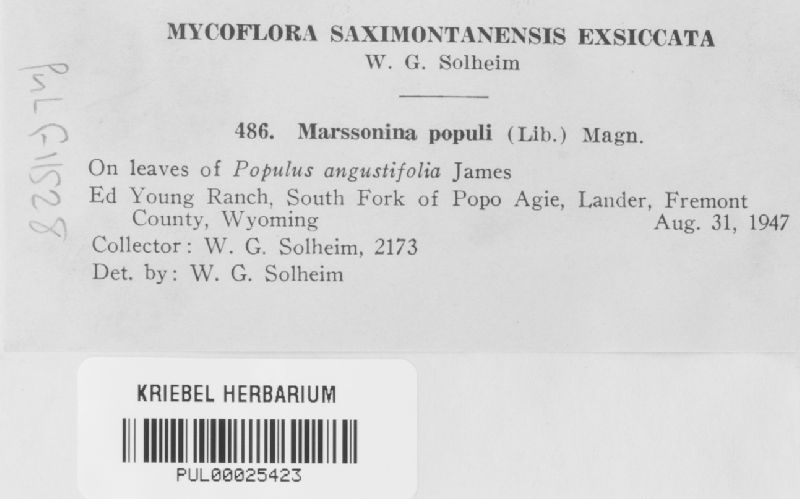 MYCOFLORA SAXIMONTANENSIS EXSICCATA
W. G. Solheim
486. Marssonina populi (Lib.) Magn.
On leaves of Populus angustifolia James
Ed Young Ranch, South Fork of Popo Agie, Lander, Fremont
County, Wyoming Aug. 31, 1947
Collector: W. G. Solheim, 2173
Det. by: W. G. Solheim
PUL F11528
KRIEBEL HERBARIUM
PUL00025423